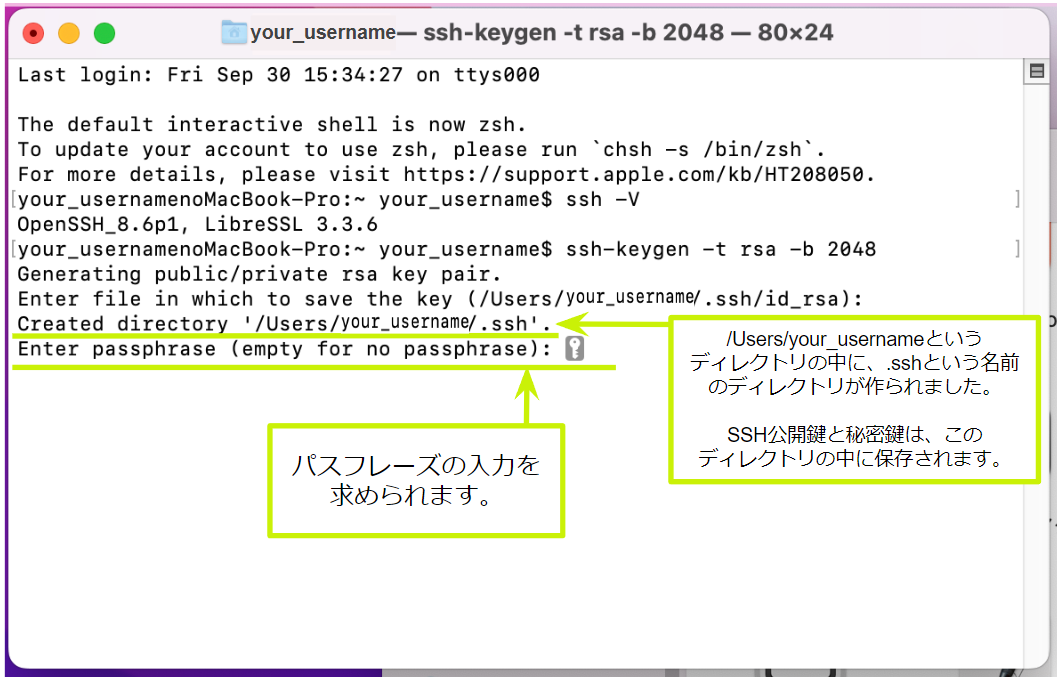 your_username— ssh-keygen -t rsa -b 2048 — 80×24
Last login: Fri Sep 30 15:34:27 on ttys000
The default interactive shell is now zsh.
To update your account to use zsh, please run `chsh -s /bin/zsh`.
For more details, please visit https://support.apple.com/kb/HT208050.
[your_usernamenoMacBook-Pro:~ your_username$ ssh -V ]
OpenSSH_8.6p1, LibreSSL 3.3.6
[your_usernamenoMacBook-Pro:~ your_username$ ssh-keygen -t rsa -b 2048 ]
Generating public/private rsa key pair.
Enter file in which to save the key (/Users/your_username/.ssh/id_rsa):
Created directory '/Users/your_username/.ssh'.
Enter passphrase (empty for no passphrase):
/Users/your_usernameという
ディレクトリの中に、.sshという名前
のディレクトリが作られました。
SSH公開鍵と秘密鍵は、この
ディレクトリの中に保存されます。
パスフレーズの入力を
求められます。